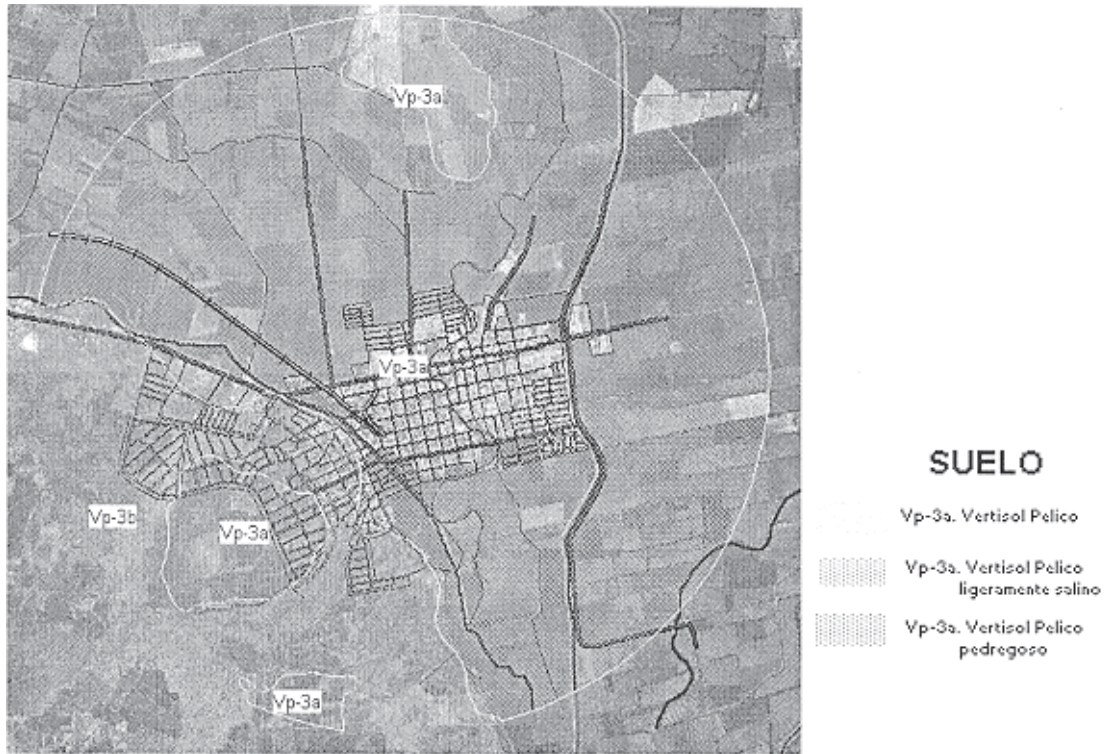 Vp-3a
Vp-3a
Vp-3b
Vp-3a
Vp-3a
SUELO
Vp-3a. Vertisol Pelico
Vp-3a. Vertisol Pelico
ligeramente salino
Vp-3a. Vertisol Pelico
pedregoso